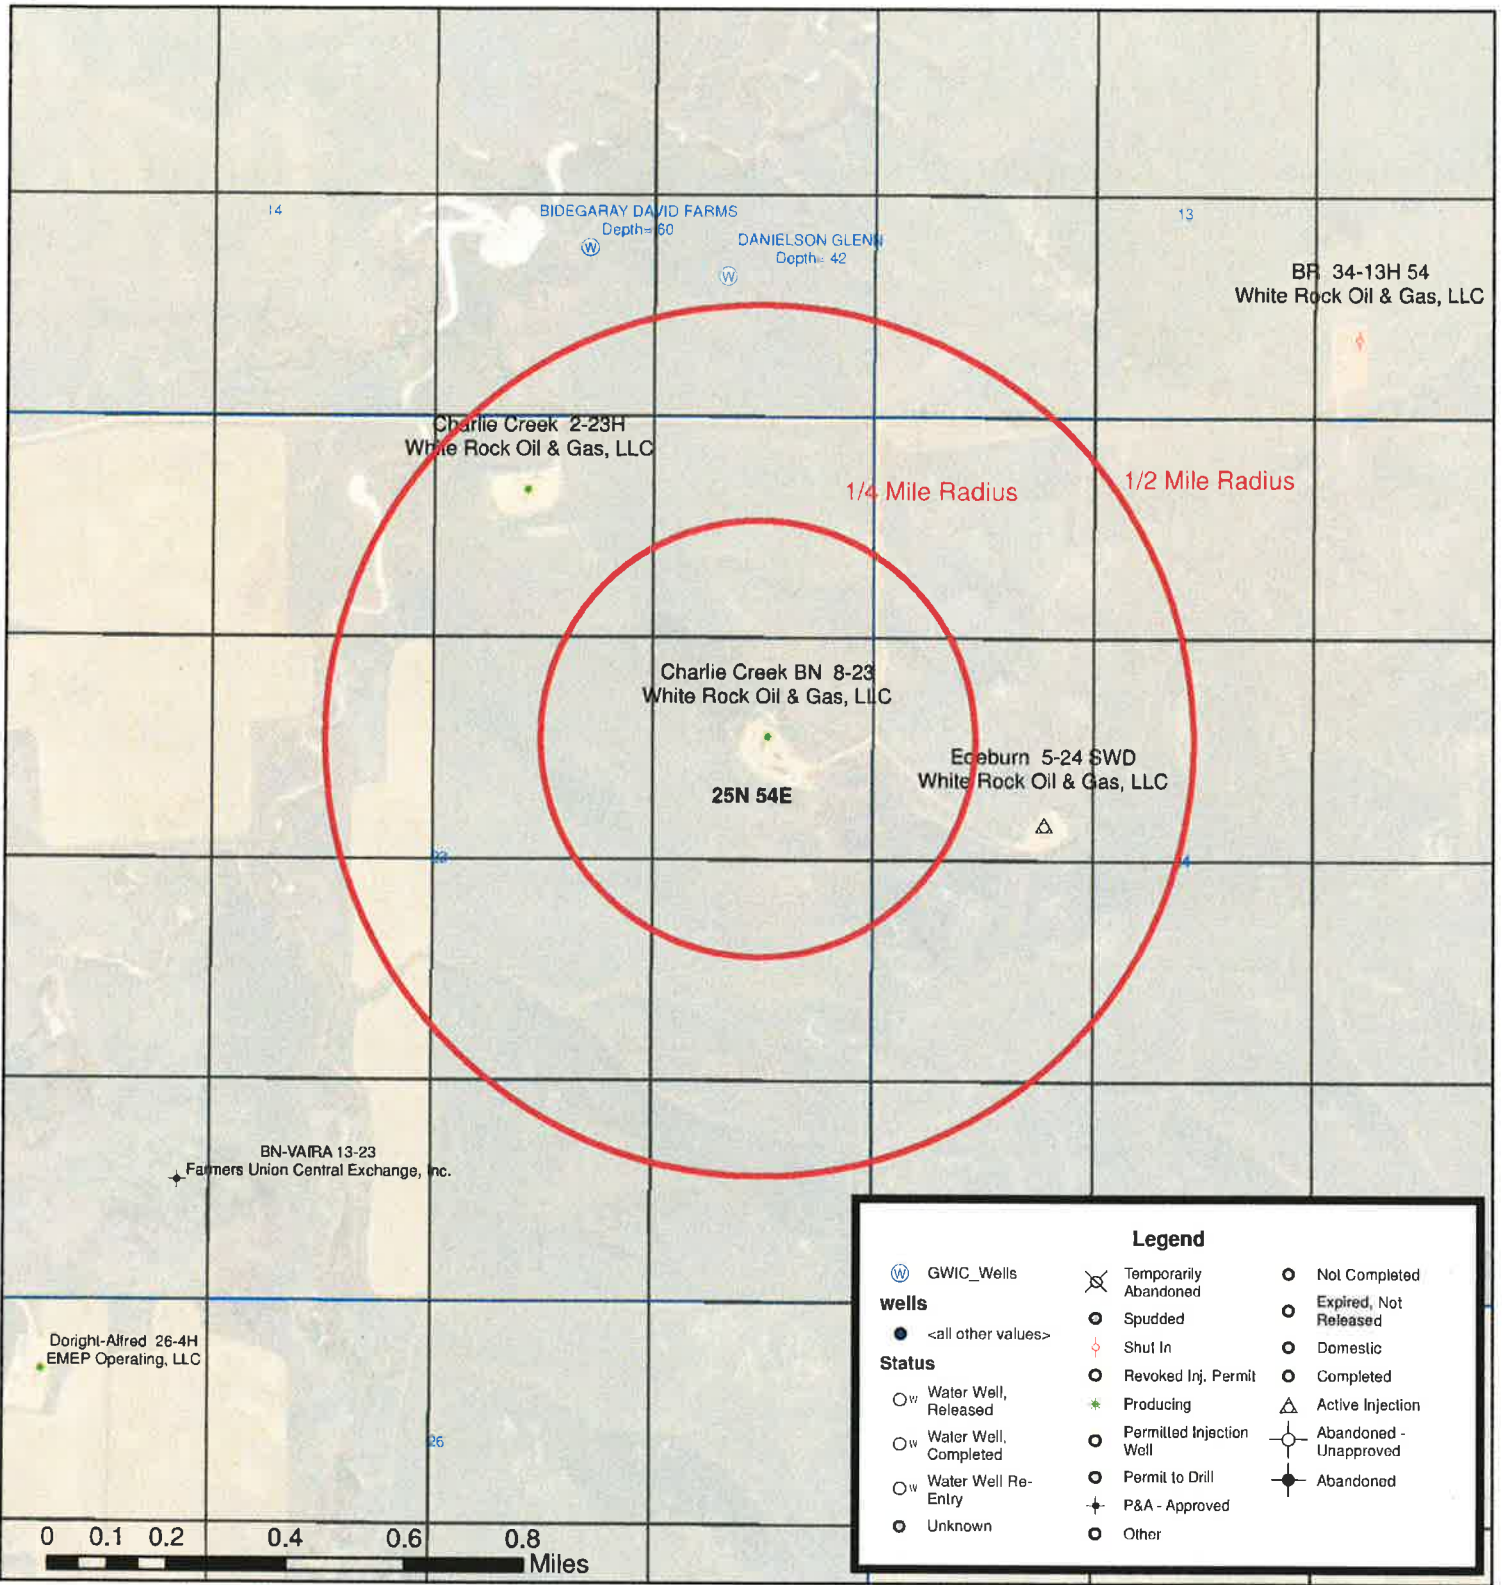 14
BIDEGARAY DAVID FARMS
Depth= 60
DANIELSON GLENN
Depth= 42
13
BR 34-13H 54
White Rock Oil & Gas, LLC
Charlie Creek 2-23H
White Rock Oil & Gas, LLC
1/4 Mile Radius
1/2 Mile Radius
Charlie Creek BN 8-23
White Rock Oil & Gas, LLC
25N 54E
Edeburn 5-24 SWD
White Rock Oil & Gas, LLC
23
4
BN-VAIRA 13-23
Farmers Union Central Exchange, Inc.
Doright-Alfred 26-4H
EMEP Operating, LLC
26
0 0.1 0.2 0.4 0.6 0.8
Miles
Legend
W GWIC_Wells
wells
<all other values>
Status
W Water Well,
Released
W Water Well,
Completed
W Water Well Re-
Entry
Unknown
Temporarily
Abandoned
Spudded
Shut In
Revoked Inj. Permit
Producing
Permitted Injection
Well
Permit to Drill
P&A - Approved
Other
Not Completed
Expired, Not
Released
Domestic
Completed
Active Injection
Abandoned -
Unapproved
Abandoned